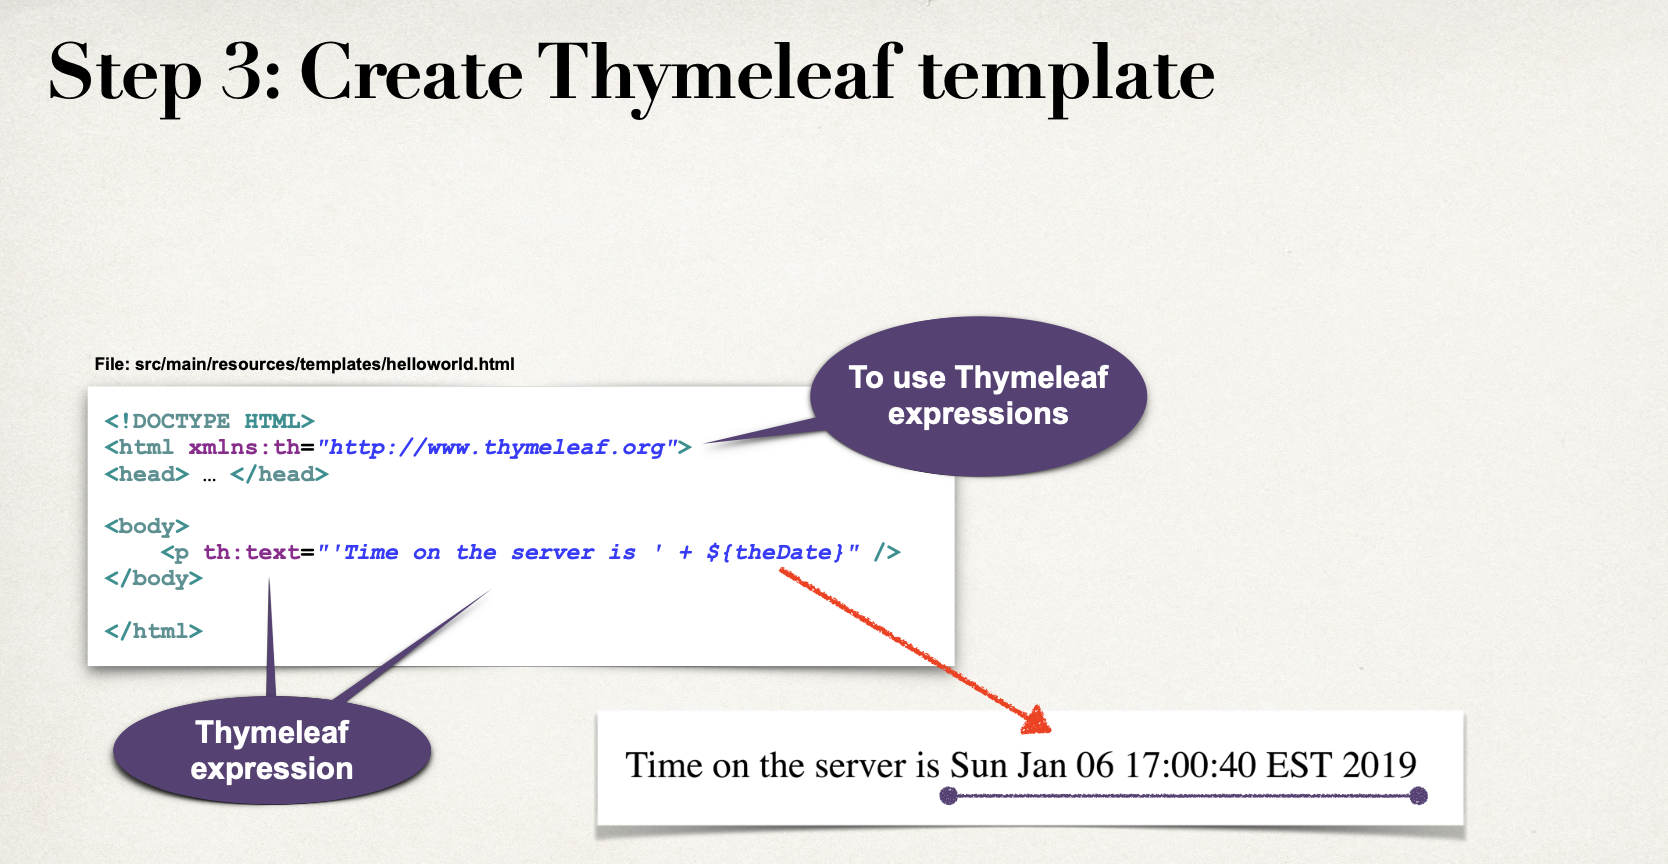 Step 3: Create Thymeleaf template
File: src/main/resources/templates/helloworld.html
To use Thymeleaf
expressions
<!DOCTYPE HTML>
<html xmlns:th="http://www.thymeleaf.org">
<head> … </head>
<body>
<p th:text="'Time on the server is ' + ${theDate}" />
</body>
</html>
Thymeleaf
expression
Time on the server is Sun Jan 06 17:00:40 EST 2019